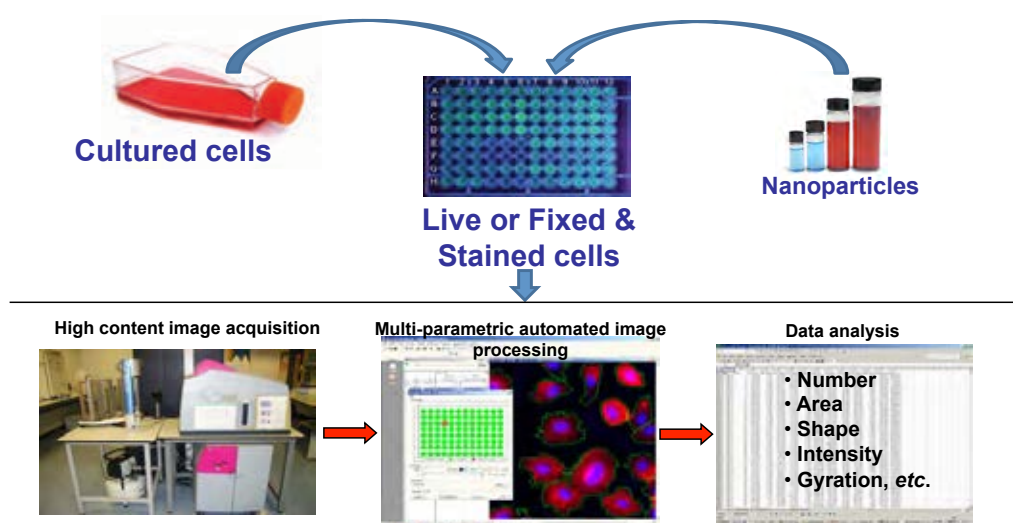 Cultured cells
Nanoparticles
Live or Fixed &
Stained cells
High content image acquisition
Multi-parametric automated image
processing
Data analysis
• Number
• Area
• Shape
• Intensity
• Gyration, etc.